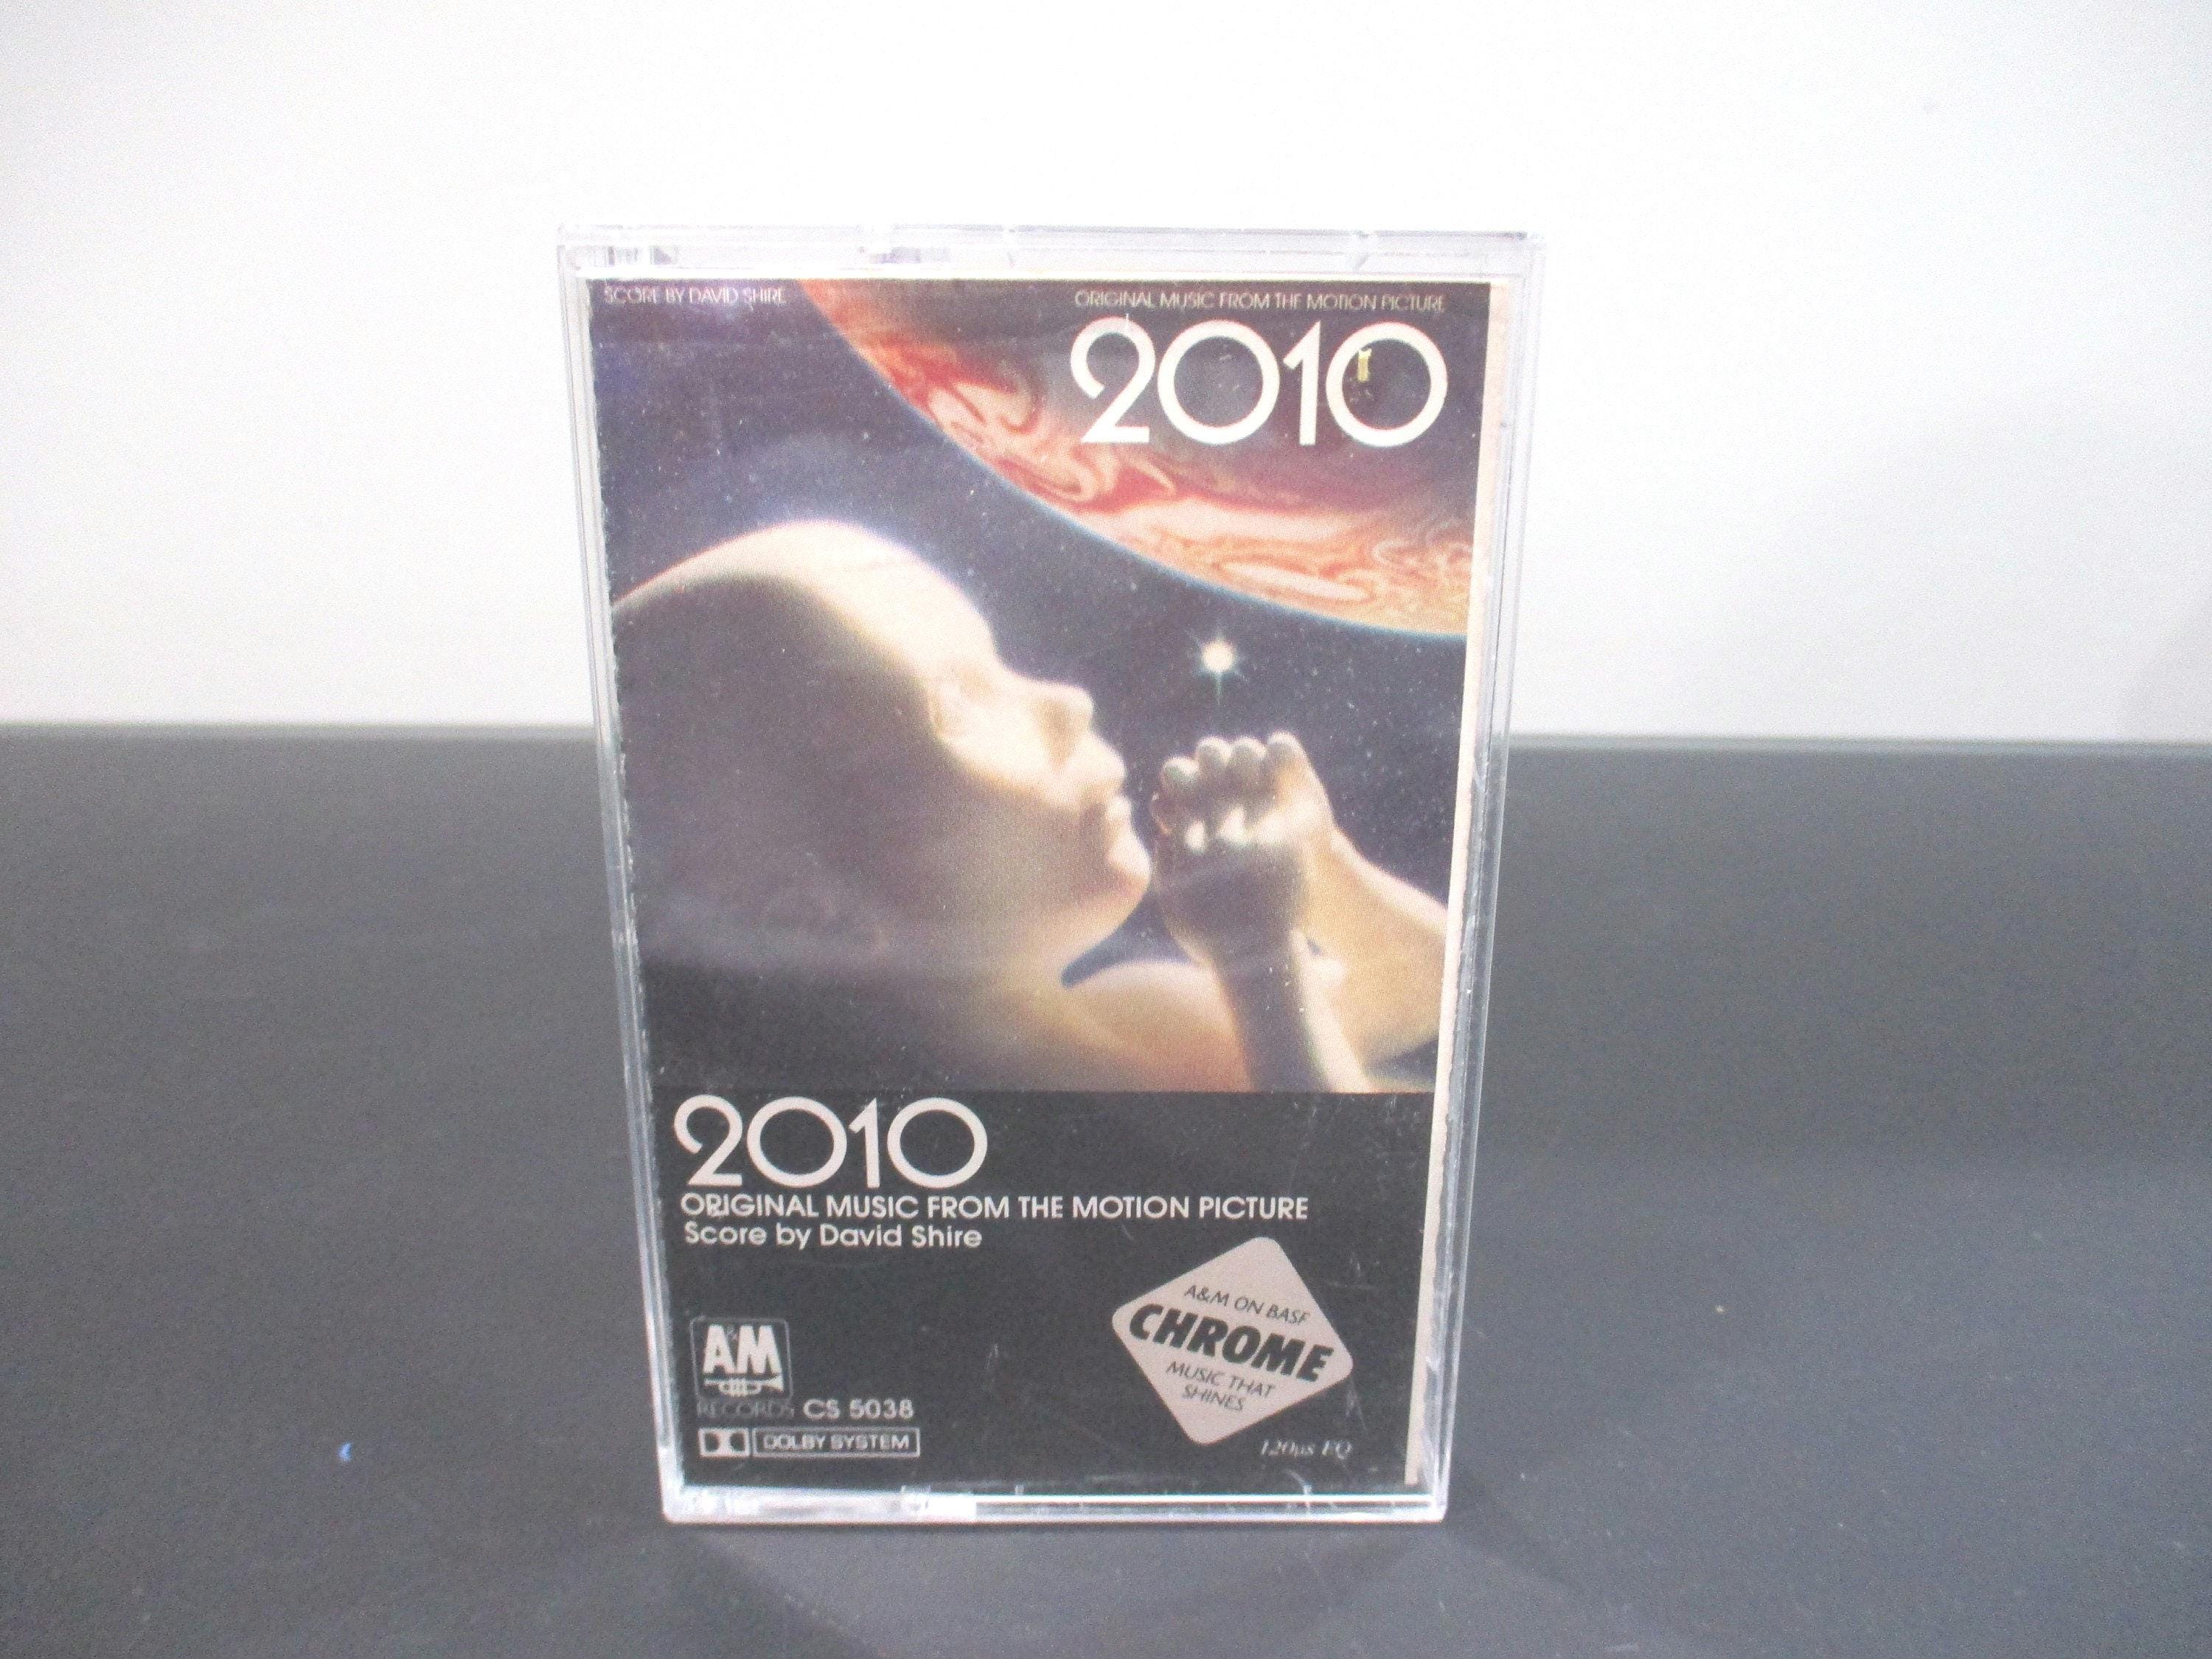 SCORE BY DAVID SHIRE
ORIGINAL MUSIC FROM THE MOTION PICTURE
2010
2010
ORIGINAL MUSIC FROM THE MOTION PICTURE
Score by David Shire
A&M
RECORDS CS 5038
DOLBY SYSTEM
A&M ON BASF
CHROME
MUSIC THAT
SHINES
120µs EQ